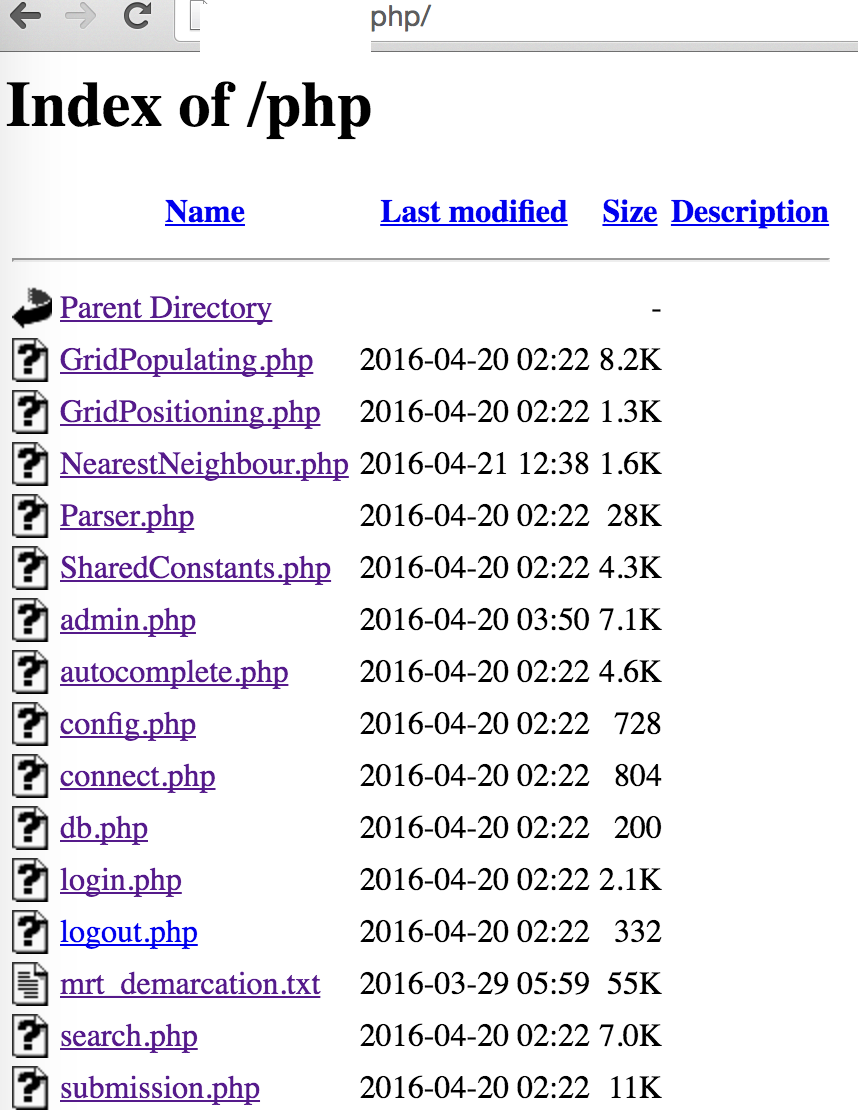 php/
Index of /php
Name Last modified Size Description
Parent Directory -
GridPopulating.php 2016-04-20 02:22 8.2K
GridPositioning.php 2016-04-20 02:22 1.3K
NearestNeighbour.php 2016-04-21 12:38 1.6K
Parser.php 2016-04-20 02:22 28K
SharedConstants.php 2016-04-20 02:22 4.3K
admin.php 2016-04-20 03:50 7.1K
autocomplete.php 2016-04-20 02:22 4.6K
config.php 2016-04-20 02:22 728
connect.php 2016-04-20 02:22 804
db.php 2016-04-20 02:22 200
login.php 2016-04-20 02:22 2.1K
logout.php 2016-04-20 02:22 332
mrt_demarcation.txt 2016-03-29 05:59 55K
search.php 2016-04-20 02:22 7.0K
submission.php 2016-04-20 02:22 11K